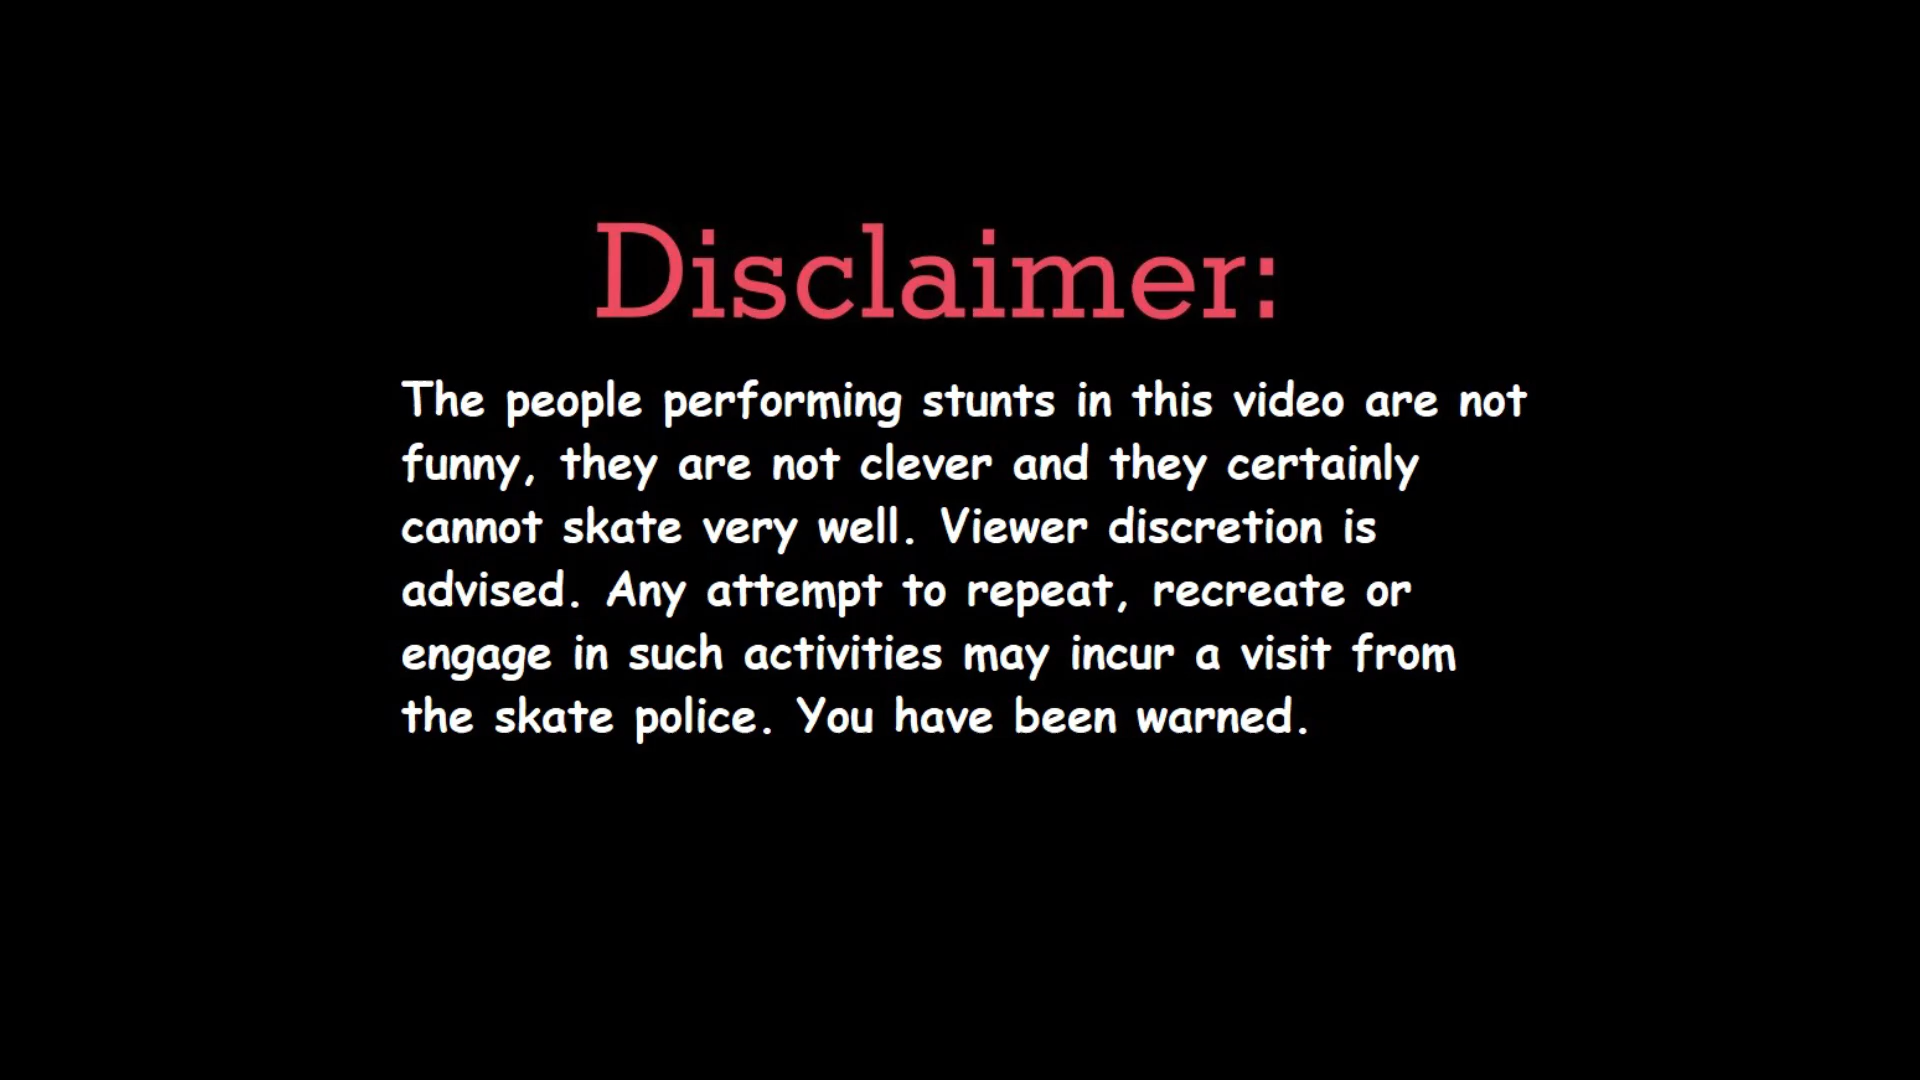 Disclaimer:
The people performing stunts in this video are not
funny, they are not clever and they certainly
cannot skate very well. Viewer discretion is
advised. Any attempt to repeat, recreate or
engage in such activities may incur a visit from
the skate police. You have been warned.